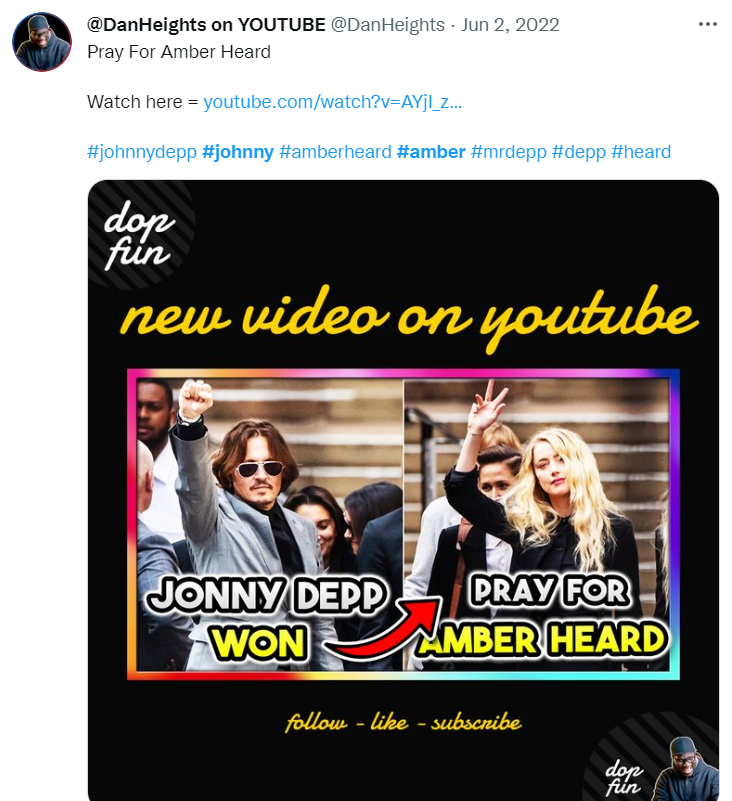 @DanHeights on YOUTUBE @DanHeights · Jun 2, 2022
Pray For Amber Heard
Watch here = youtube.com/watch?v=AYjI_z...
#johnnydepp #johnny #amberheard #amber #mrdepp #depp #heard
dop
fun
new video on youtube
JONNY DEPP
WON
PRAY FOR
AMBER HEARD
follow - like - subscribe
dop
fun